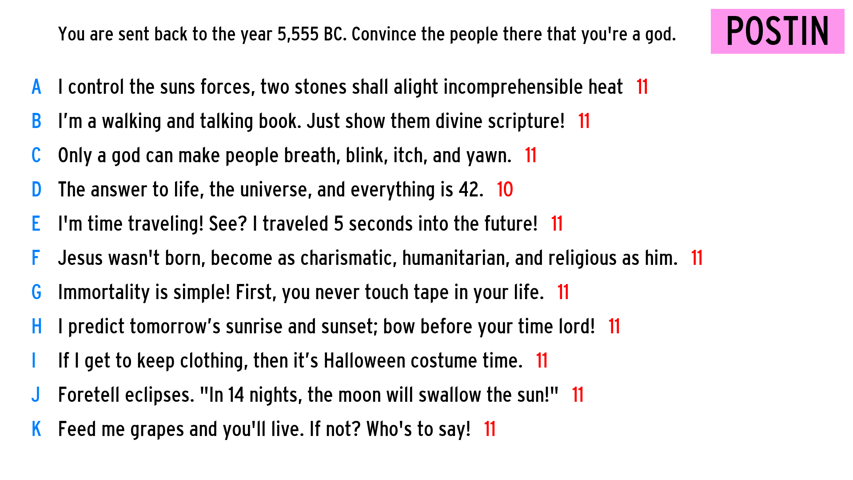 You are sent back to the year 5,555 BC. Convince the people there that you're a god.
POSTIN
A I control the suns forces, two stones shall alight incomprehensible heat 11
B I’m a walking and talking book. Just show them divine scripture! 11
C Only a god can make people breath, blink, itch, and yawn. 11
D The answer to life, the universe, and everything is 42. 10
E I'm time traveling! See? I traveled 5 seconds into the future! 11
F Jesus wasn't born, become as charismatic, humanitarian, and religious as him. 11
G Immortality is simple! First, you never touch tape in your life. 11
H I predict tomorrow’s sunrise and sunset; bow before your time lord! 11
I If I get to keep clothing, then it’s Halloween costume time. 11
J Foretell eclipses. "In 14 nights, the moon will swallow the sun!" 11
K Feed me grapes and you'll live. If not? Who's to say! 11